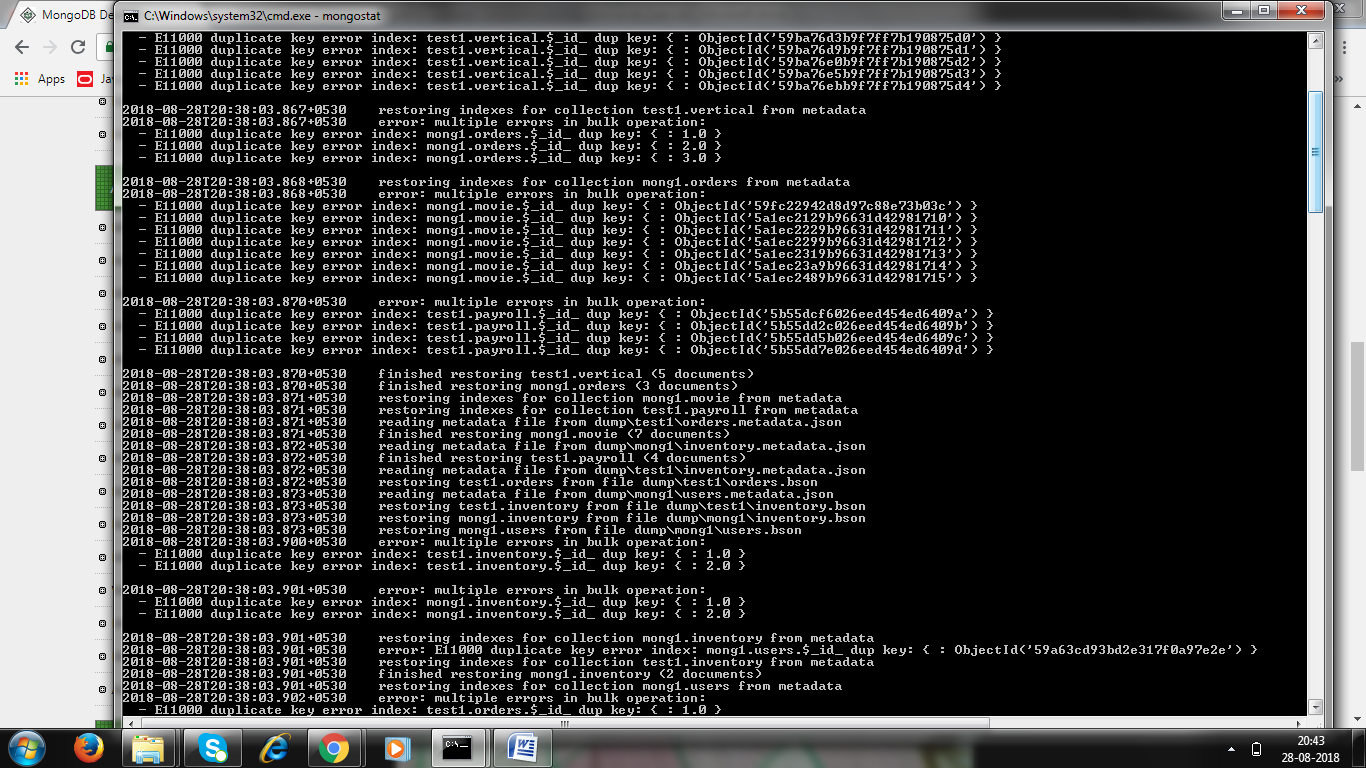 MongoDB De
C:\Windows\system32\cmd.exe - mongostat
Apps
Ja
- E11000 duplicate key error index: test1.vertical.$_id_ dup key: { : ObjectId('59ba76d3b9f7ff7b190875d0') }
- E11000 duplicate key error index: test1.vertical.$_id_ dup key: { : ObjectId('59ba76d9b9f7ff7b190875d1') }
- E11000 duplicate key error index: test1.vertical.$_id_ dup key: { : ObjectId('59ba76e0b9f7ff7b190875d2') }
- E11000 duplicate key error index: test1.vertical.$_id_ dup key: { : ObjectId('59ba76e5b9f7ff7b190875d3') }
- E11000 duplicate key error index: test1.vertical.$_id_ dup key: { : ObjectId('59ba76ebb9f7ff7b190875d4') }
2018-08-28T20:38:03.867+0530 restoring indexes for collection test1.vertical from metadata
2018-08-28T20:38:03.867+0530 error: multiple errors in bulk operation:
- E11000 duplicate key error index: mong1.orders.$_id_ dup key: { : 1.0 }
- E11000 duplicate key error index: mong1.orders.$_id_ dup key: { : 2.0 }
- E11000 duplicate key error index: mong1.orders.$_id_ dup key: { : 3.0 }
2018-08-28T20:38:03.868+0530 restoring indexes for collection mong1.orders from metadata
2018-08-28T20:38:03.868+0530 error: multiple errors in bulk operation:
- E11000 duplicate key error index: mong1.movie.$_id_ dup key: { : ObjectId('59fc22942d8d97c88e73b03c') }
- E11000 duplicate key error index: mong1.movie.$_id_ dup key: { : ObjectId('5a1ec2129b96631d42981710') }
- E11000 duplicate key error index: mong1.movie.$_id_ dup key: { : ObjectId('5a1ec2229b96631d42981711') }
- E11000 duplicate key error index: mong1.movie.$_id_ dup key: { : ObjectId('5a1ec2299b96631d42981712') }
- E11000 duplicate key error index: mong1.movie.$_id_ dup key: { : ObjectId('5a1ec2319b96631d42981713') }
- E11000 duplicate key error index: mong1.movie.$_id_ dup key: { : ObjectId('5a1ec23a9b96631d42981714') }
- E11000 duplicate key error index: mong1.movie.$_id_ dup key: { : ObjectId('5a1ec2489b96631d42981715') }
2018-08-28T20:38:03.870+0530 error: multiple errors in bulk operation:
- E11000 duplicate key error index: test1.payroll.$_id_ dup key: { : ObjectId('5b55dcf6026eed454ed6409a') }
- E11000 duplicate key error index: test1.payroll.$_id_ dup key: { : ObjectId('5b55dd2c026eed454ed6409b') }
- E11000 duplicate key error index: test1.payroll.$_id_ dup key: { : ObjectId('5b55dd5b026eed454ed6409c') }
- E11000 duplicate key error index: test1.payroll.$_id_ dup key: { : ObjectId('5b55dd7e026eed454ed6409d') }
2018-08-28T20:38:03.870+0530 finished restoring test1.vertical (5 documents)
2018-08-28T20:38:03.870+0530 finished restoring mong1.orders (3 documents)
2018-08-28T20:38:03.871+0530 restoring indexes for collection mong1.movie from metadata
2018-08-28T20:38:03.871+0530 restoring indexes for collection test1.payroll from metadata
2018-08-28T20:38:03.871+0530 reading metadata file from dump\test1\orders.metadata.json
2018-08-28T20:38:03.871+0530 finished restoring mong1.movie (7 documents)
2018-08-28T20:38:03.871+0530 reading metadata file from dump\mong1\inventory.metadata.json
2018-08-28T20:38:03.872+0530 finished restoring test1.payroll (4 documents)
2018-08-28T20:38:03.872+0530 reading metadata file from dump\test1\inventory.metadata.json
2018-08-28T20:38:03.872+0530 restoring test1.orders from file dump\test1\orders.bson
2018-08-28T20:38:03.873+0530 reading metadata file from dump\mong1\users.metadata.json
2018-08-28T20:38:03.873+0530 restoring test1.inventory from file dump\test1\inventory.bson
2018-08-28T20:38:03.873+0530 restoring mong1.inventory from file dump\mong1\inventory.bson
2018-08-28T20:38:03.873+0530 restoring mong1.users from file dump\mong1\users.bson
2018-08-28T20:38:03.900+0530 error: multiple errors in bulk operation:
- E11000 duplicate key error index: test1.inventory.$_id_ dup key: { : 1.0 }
- E11000 duplicate key error index: test1.inventory.$_id_ dup key: { : 2.0 }
2018-08-28T20:38:03.901+0530 error: multiple errors in bulk operation:
- E11000 duplicate key error index: mong1.inventory.$_id_ dup key: { : 1.0 }
- E11000 duplicate key error index: mong1.inventory.$_id_ dup key: { : 2.0 }
2018-08-28T20:38:03.901+0530 restoring indexes for collection mong1.inventory from metadata
2018-08-28T20:38:03.901+0530 error: E11000 duplicate key error index: mong1.users.$_id_ dup key: { : ObjectId('59a63cd93bd2e317f0a97e2e') }
2018-08-28T20:38:03.901+0530 restoring indexes for collection test1.inventory from metadata
2018-08-28T20:38:03.901+0530 finished restoring mong1.inventory (2 documents)
2018-08-28T20:38:03.901+0530 restoring indexes for collection mong1.users from metadata
2018-08-28T20:38:03.902+0530 error: multiple errors in bulk operation:
- E11000 duplicate key error index: test1.orders.$_id_ dup key: { : 1.0 }
20:43
28-08-2018